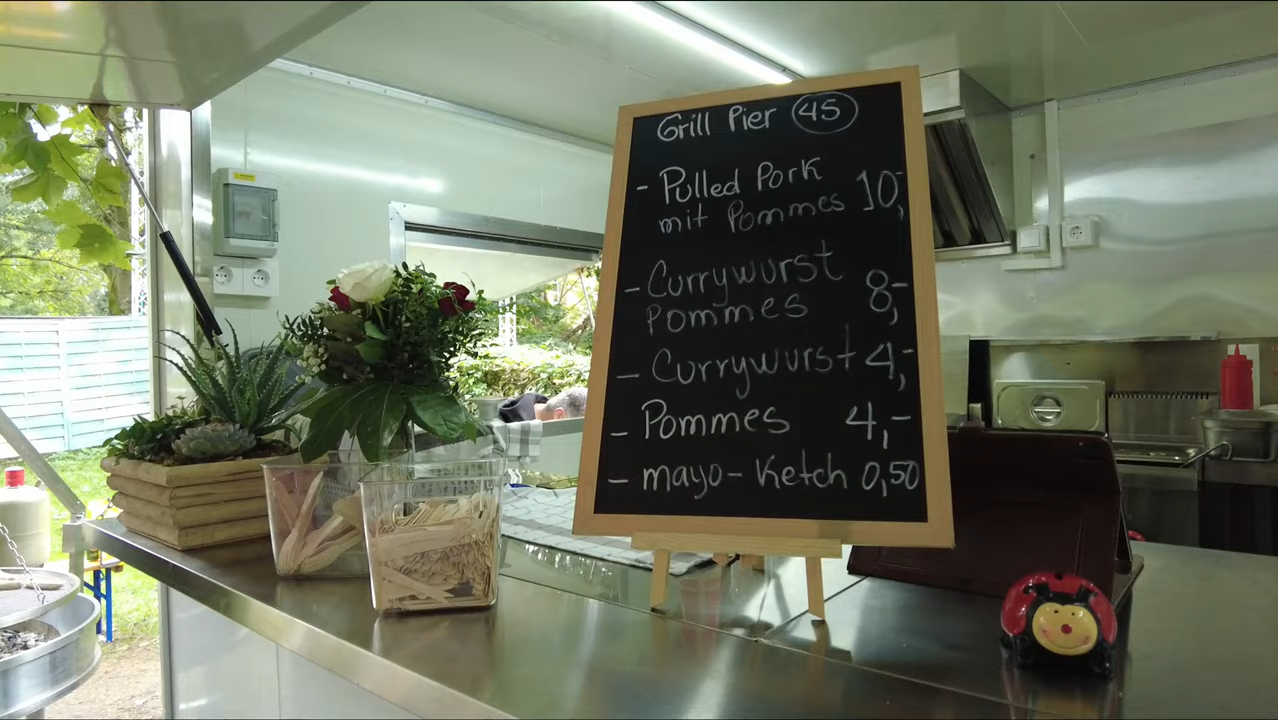 Grill Pier 45
- Pulled Pork
mit Pommes 10,-
- Currywurst
Pommes 8,-
- Currywurst 4,-
- Pommes 4,-
- mayo-Ketch 0,50